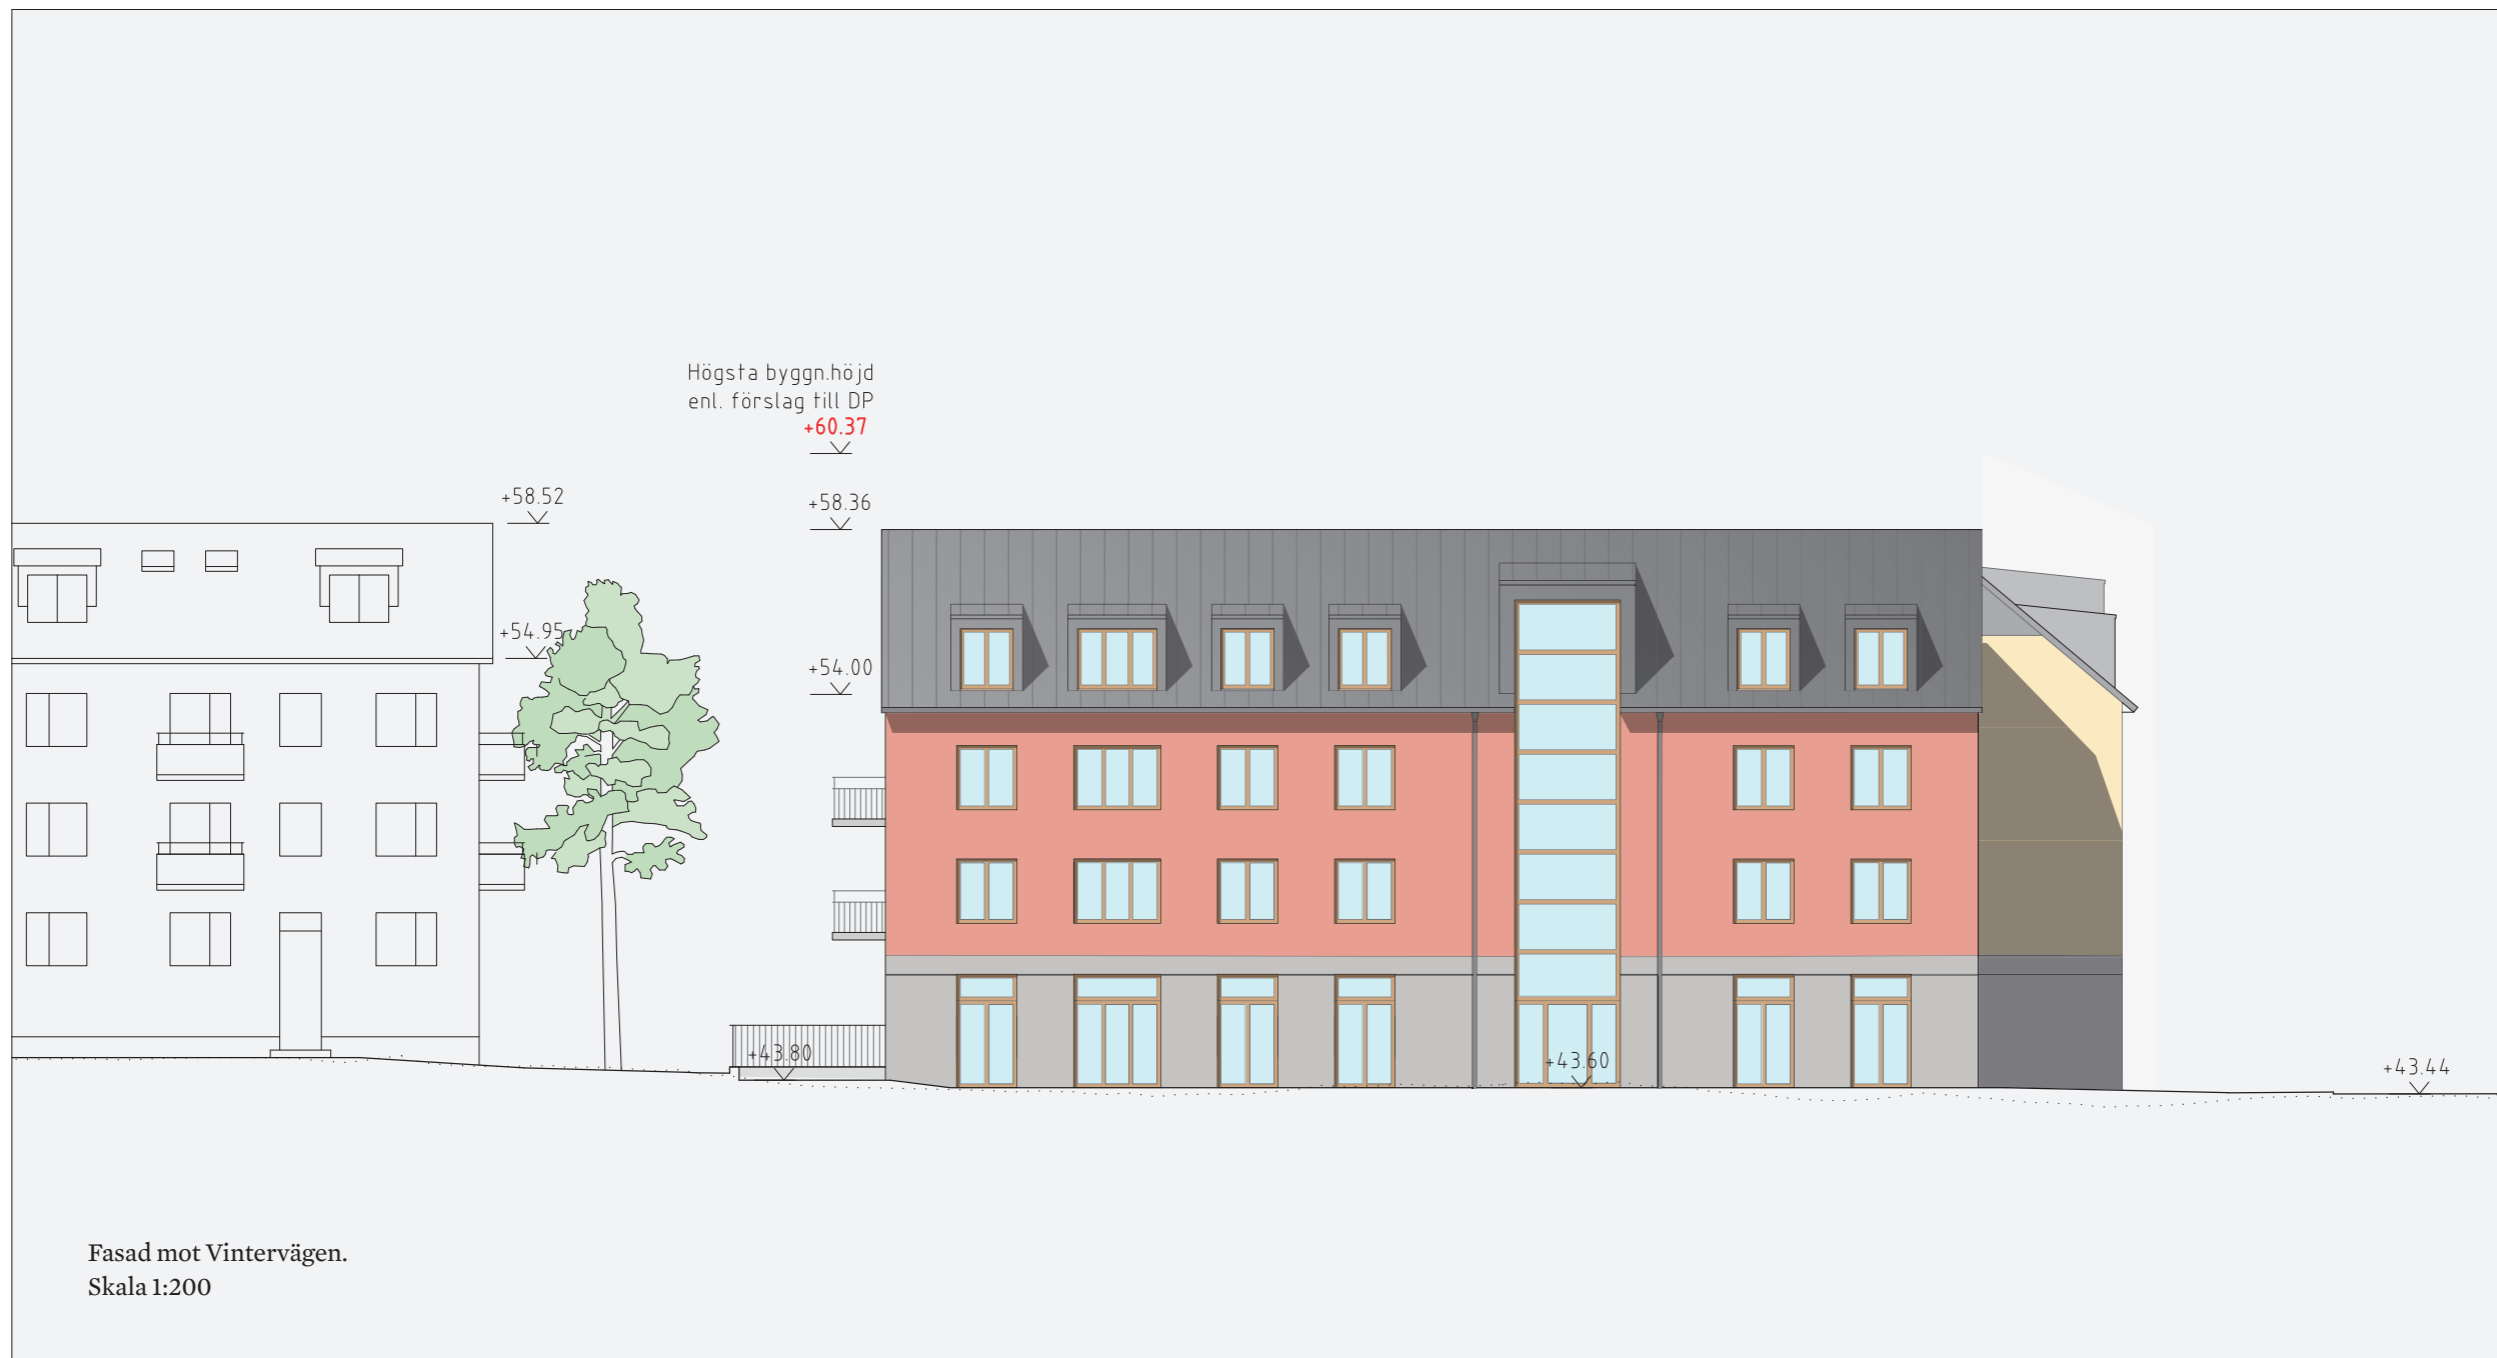 Högsta byggn.höjd
enl. förslag till DP
+60.37
+58.52
+58.36
+54.95
+54.00
+43.80
+43.60
+43.44
Fasad mot Vintervägen.
Skala 1:200